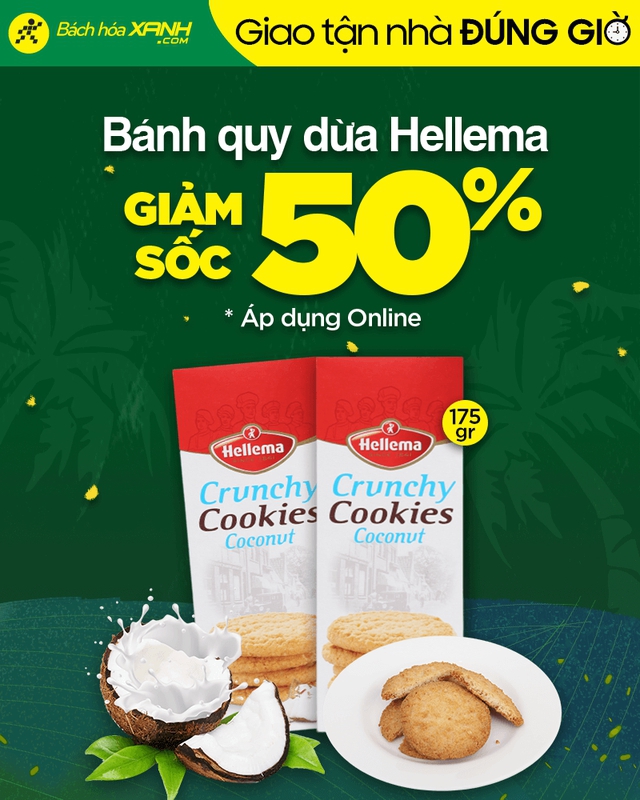 Bách hóa XANH
.COM
Giao tận nhà ĐÚNG GIỜ
Bánh quy dừa Hellema
GIẢM
SỐC
50%
* Áp dụng Online
175
gr
Hellema
Crunchy
Cookies
Coconut
Hellema
Crunchy
Cookies
Coconut